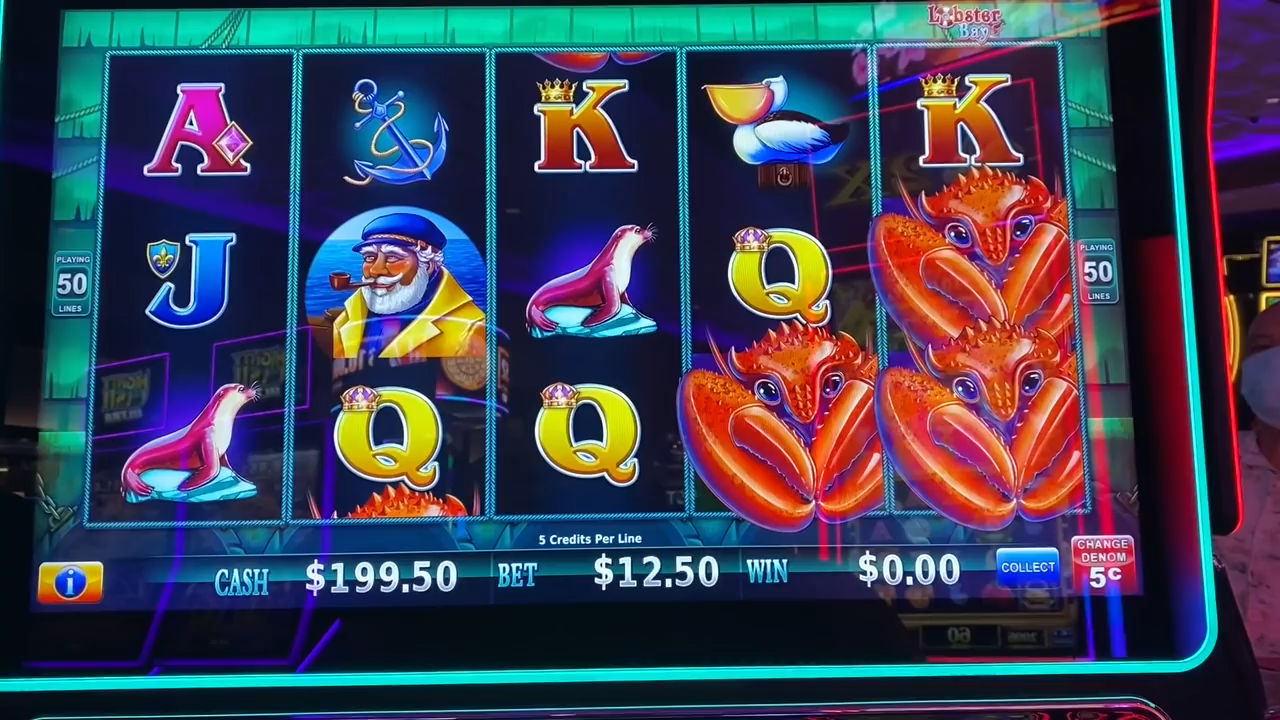 Lobster
Bay
A
K
K
J
Q
Q
Q
PLAYING
50
LINES
PLAYING
50
LINES
5 Credits Per Line
CASH $199.50 BET $12.50 WIN $0.00
COLLECT
CHANGE
DENOM
5¢
i